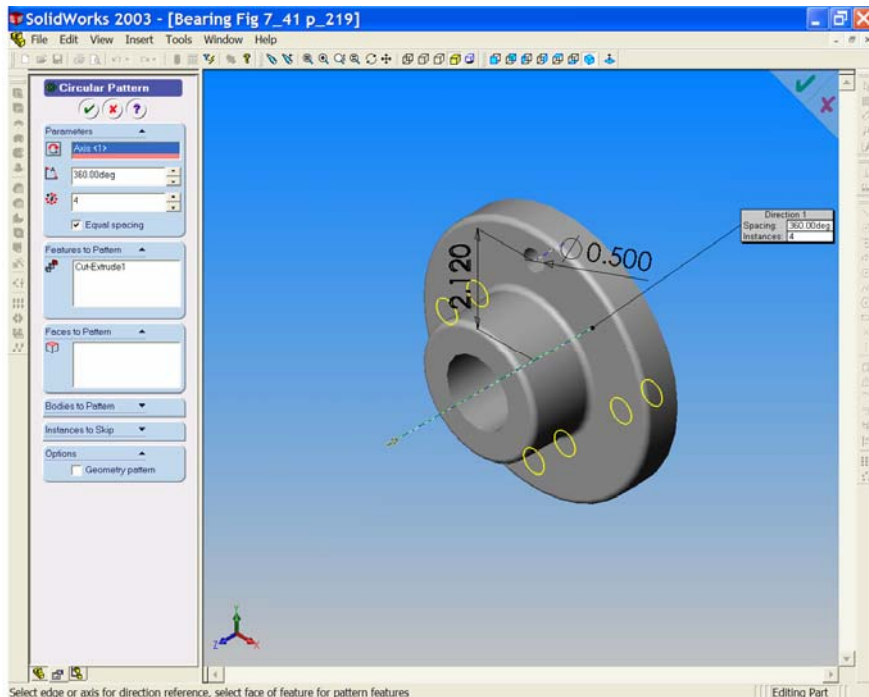 SolidWorks 2003 - [Bearing Fig 7_41 p_219]
File Edit View Insert Tools Window Help
Circular Pattern
Parameters
Axis <1>
360.00deg
4
Equal spacing
Features to Pattern
Cut-Extrude1
Faces to Pattern
Bodies to Pattern
Instances to Skip
Options
Geometry pattern
Ø0.500
2.120
Direction 1
Spacing: 360.00deg
Instances: 4
Y
Z X
Select edge or axis for direction reference, select face of feature for pattern features
Editing Part